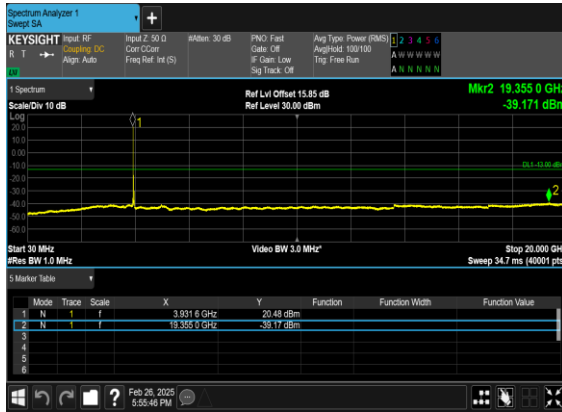 Spectrum Analyzer 1
Swept SA
+
KEYSIGHT Input: RF Input Z: 50 Ω #Atten: 30 dB PNO: Fast Avg Type: Power (RMS) 1 2 3 4 5 6
R T Coupling: DC Corr CCorr Gate: Off Avg|Hold: 100/100 A W W W W W
Align: Auto Freq Ref: Int (S) IF Gain: Low Trig: Free Run
Sig Track: Off A N N N N N
1 Spectrum
Ref Lvl Offset 15.85 dB Mkr2 19.355 0 GHz
Scale/Div 10 dB Ref Level 30.00 dBm -39.171 dBm
Log
20.0
10.0
0.00
-10.0
-20.0
-30.0
-40.0
-50.0
-60.0
1
DL1 -13.00 dBm
2
Start 30 MHz Video BW 3.0 MHz* Stop 20.000 GH
#Res BW 1.0 MHz Sweep 34.7 ms (40001 pts
5 Marker Table
Mode Trace Scale X Y Function Function Width Function Value
1 N 1 f 3.931 6 GHz 20.48 dBm
2 N 1 f 19.355 0 GHz -39.17 dBm
3
4
5
6
? Feb 26, 2025
5:55:46 PM